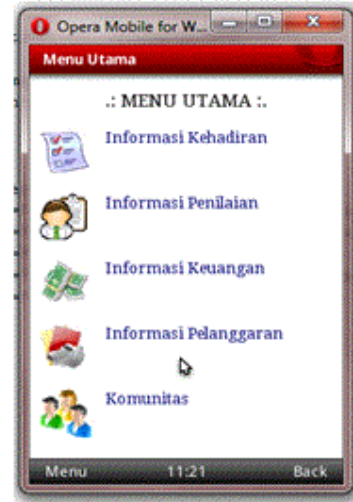 Opera Mobile for W...
Menu Utama
.: MENU UTAMA :.
Informasi Kehadiran
Informasi Penilaian
Informasi Keuangan
Informasi Pelanggaran
Komunitas
Menu 11:21 Back